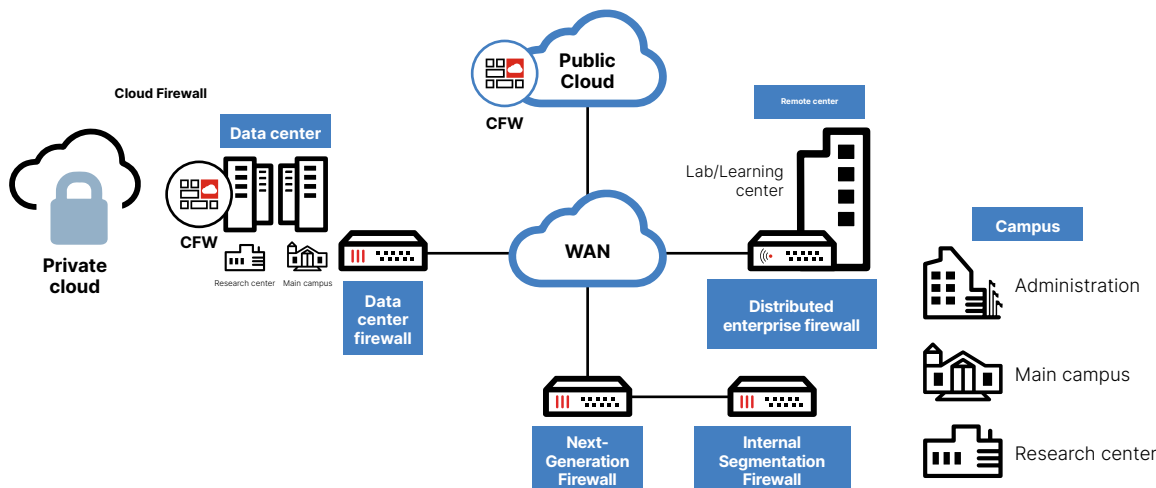 Public
Cloud
CFW
Cloud Firewall
Remote center
Data center
Lab/Learning
center
CFW
Private
cloud
Research center
Main campus
WAN
Campus
Administration
Data
center
firewall
Distributed
enterprise firewall
Main campus
Next-
Generation
Firewall
Internal
Segmentation
Firewall
Research center